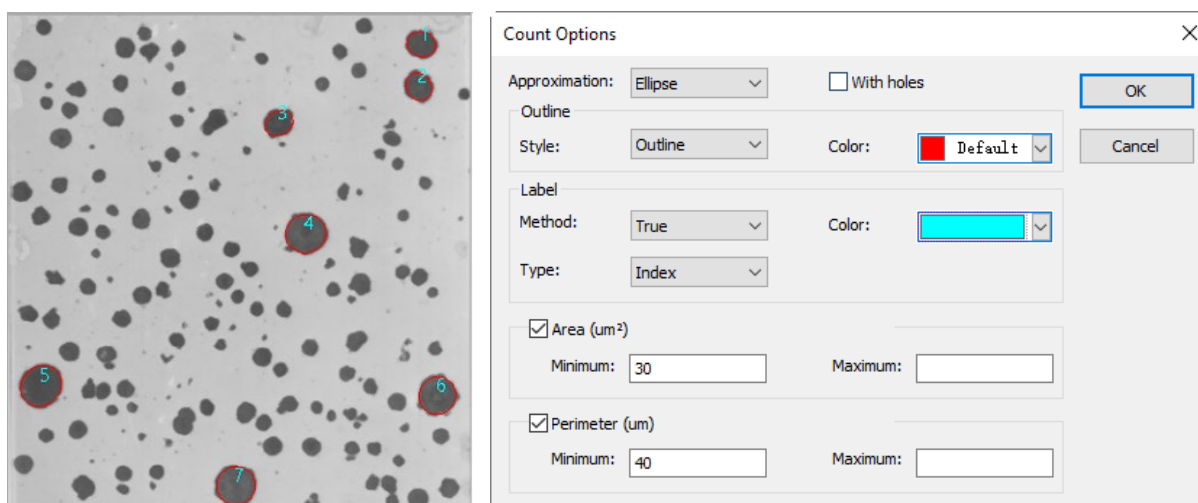 1
2
3
4
5
6
7
Count Options
Approximation: Ellipse With holes OK
Outline
Style: Outline Color: Default Cancel
Label
Method: True Color:
Type: Index
Area (um²)
Minimum: 30 Maximum:
Perimeter (um)
Minimum: 40 Maximum: